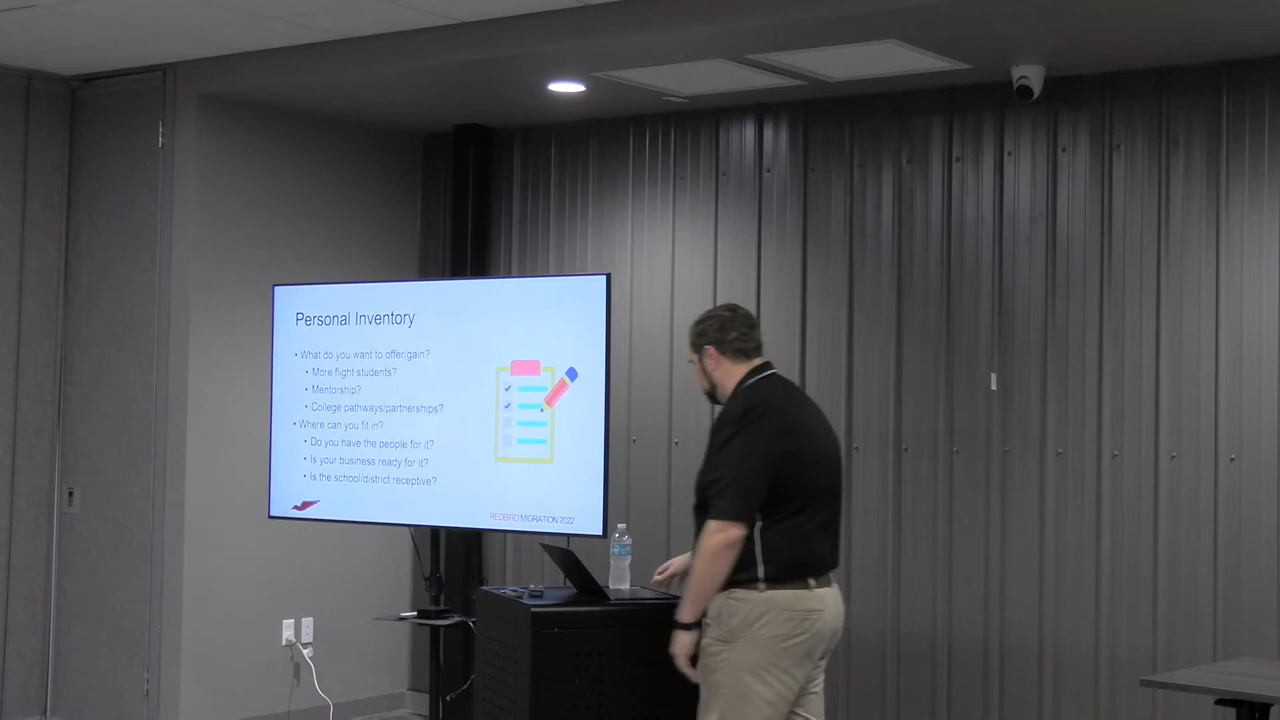 Personal Inventory
• What do you want to offer/gain?
• More flight students?
• Mentorship?
• College pathways/partnerships?
• Where can you fit in?
• Do you have the people for it?
• Is your business ready for it?
• Is the school/district receptive?
REDBIRD MIGRATION 2022